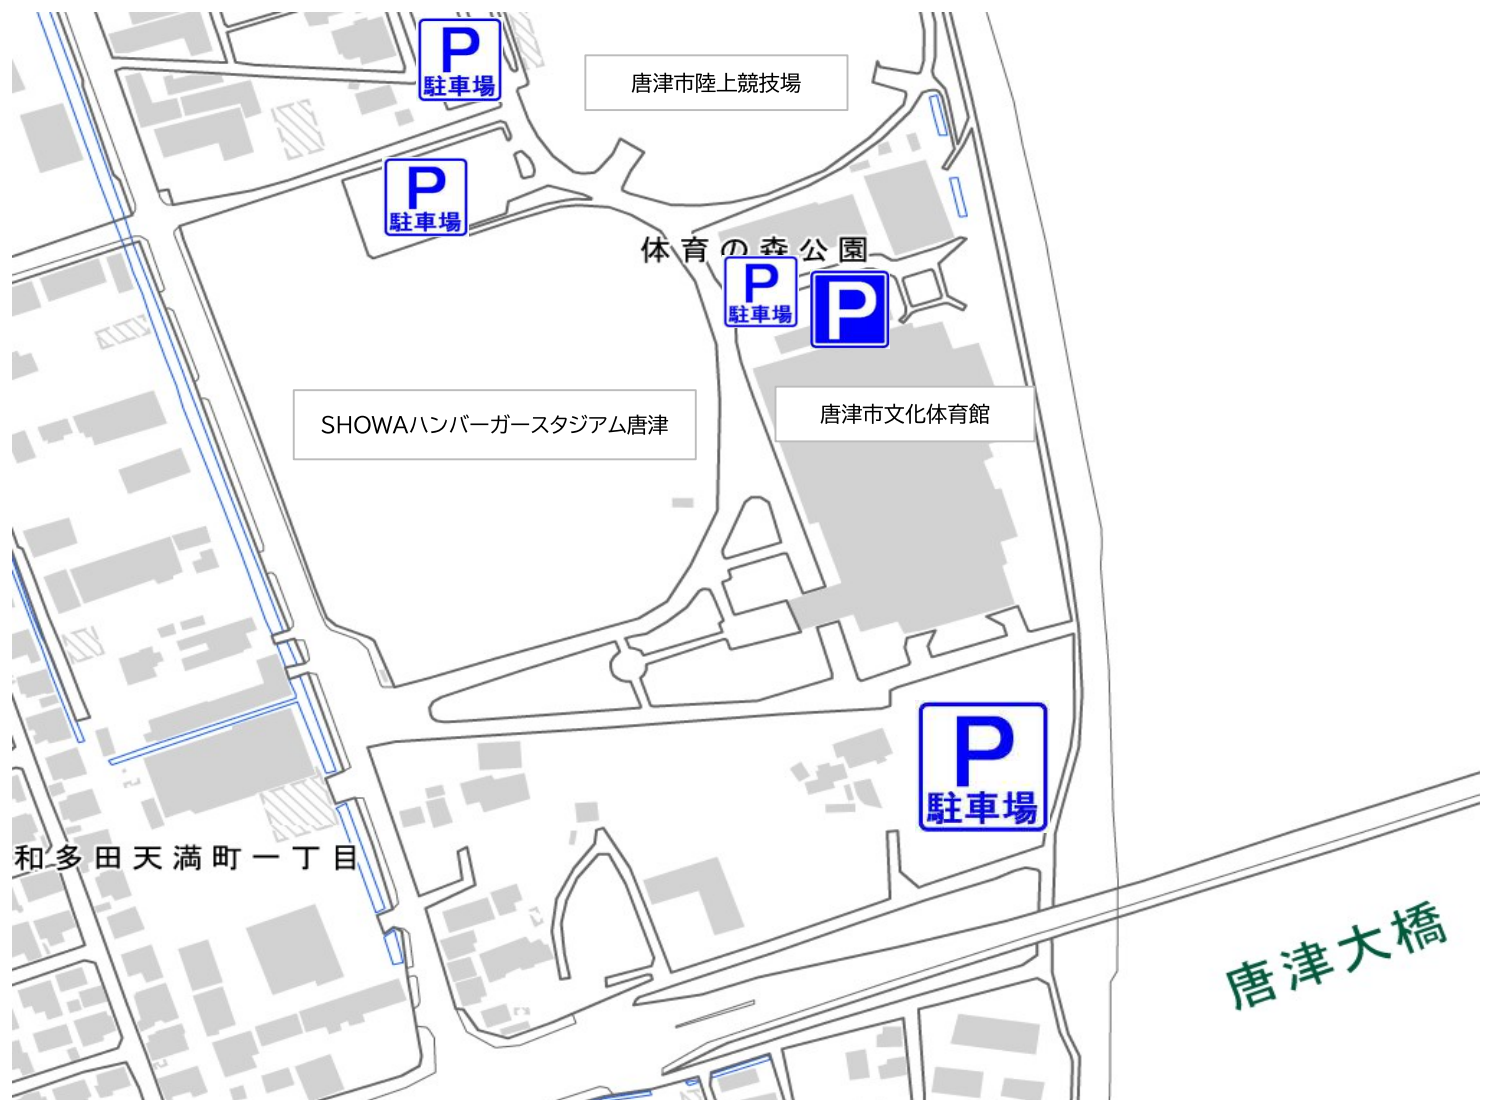 P
駐車場
唐津市陸上競技場
P
駐車場
体育の森公園
P
駐車場
P
SHOWAハンバーガースタジアム唐津
唐津市文化体育館
P
駐車場
和多田天満町一丁目
唐津大橋